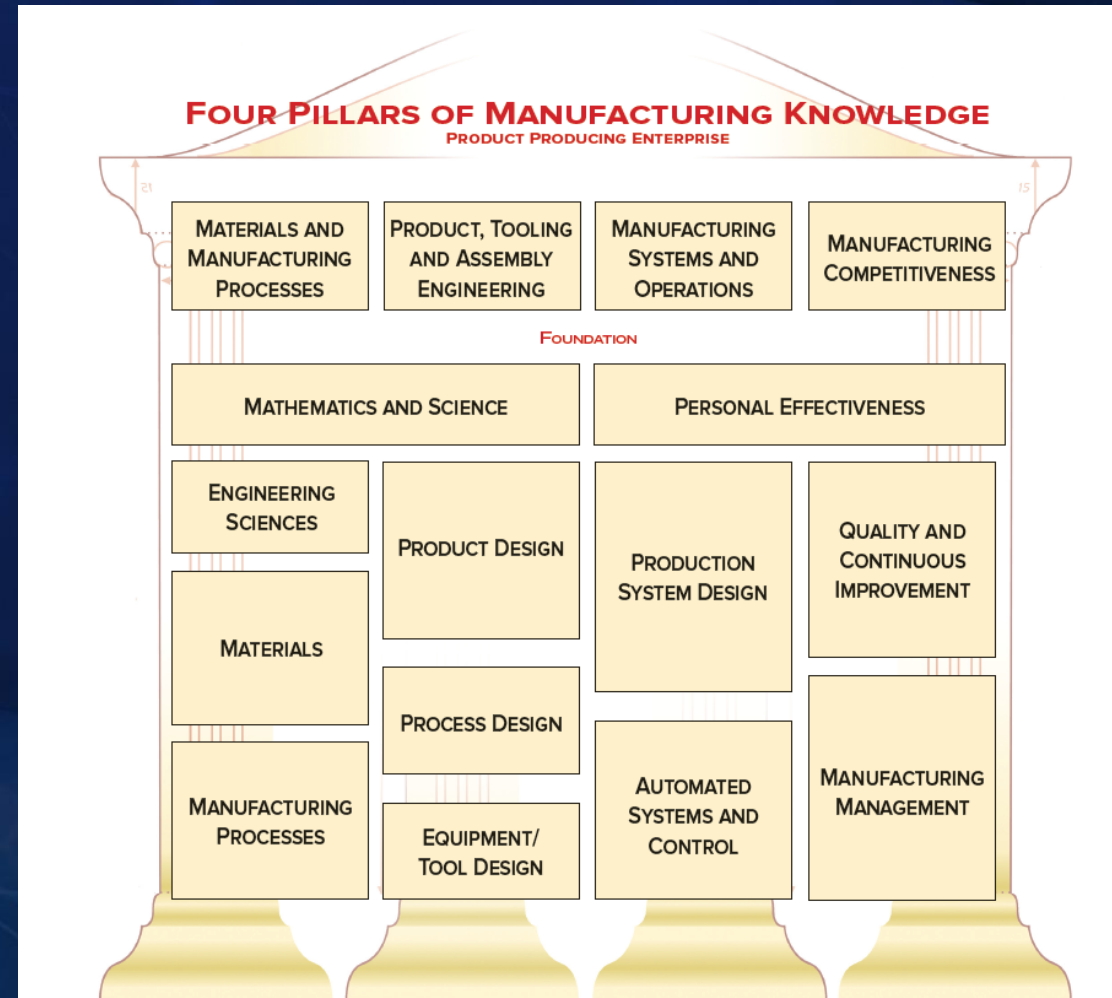 FOUR PILLARS OF MANUFACTURING KNOWLEDGE
PRODUCT PRODUCING ENTERPRISE
15
15
MATERIALS AND
MANUFACTURING
PROCESSES
PRODUCT, TOOLING
AND ASSEMBLY
ENGINEERING
MANUFACTURING
SYSTEMS AND
OPERATIONS
MANUFACTURING
COMPETITIVENESS
FOUNDATION
MATHEMATICS AND SCIENCE
PERSONAL EFFECTIVENESS
ENGINEERING
SCIENCES
MATERIALS
MANUFACTURING
PROCESSES
PRODUCT DESIGN
PROCESS DESIGN
EQUIPMENT/
TOOL DESIGN
PRODUCTION
SYSTEM DESIGN
AUTOMATED
SYSTEMS AND
CONTROL
QUALITY AND
CONTINUOUS
IMPROVEMENT
MANUFACTURING
MANAGEMENT